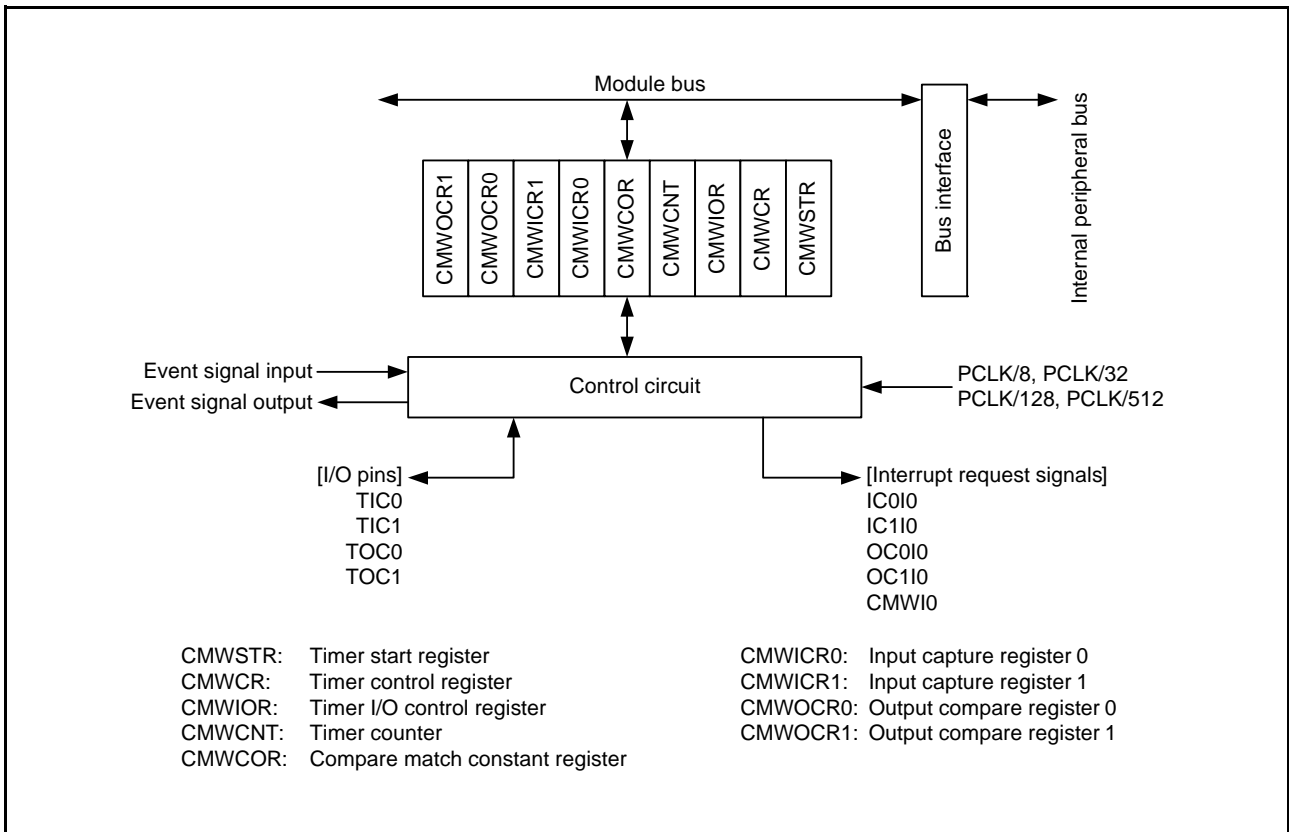 Module bus
Bus interface
Internal peripheral bus
CMWOCR1
CMWOCR0
CMWICR1
CMWICR0
CMWCOR
CMWCNT
CMWIOR
CMWCR
CMWSTR
Event signal input
Event signal output
Control circuit
PCLK/8, PCLK/32
PCLK/128, PCLK/512
[I/O pins]
TIC0
TIC1
TOC0
TOC1
[Interrupt request signals]
IC0I0
IC1I0
OC0I0
OC1I0
CMWI0
CMWSTR: Timer start register
CMWCR: Timer control register
CMWIOR: Timer I/O control register
CMWCNT: Timer counter
CMWCOR: Compare match constant register
CMWICR0: Input capture register 0
CMWICR1: Input capture register 1
CMWOCR0: Output compare register 0
CMWOCR1: Output compare register 1